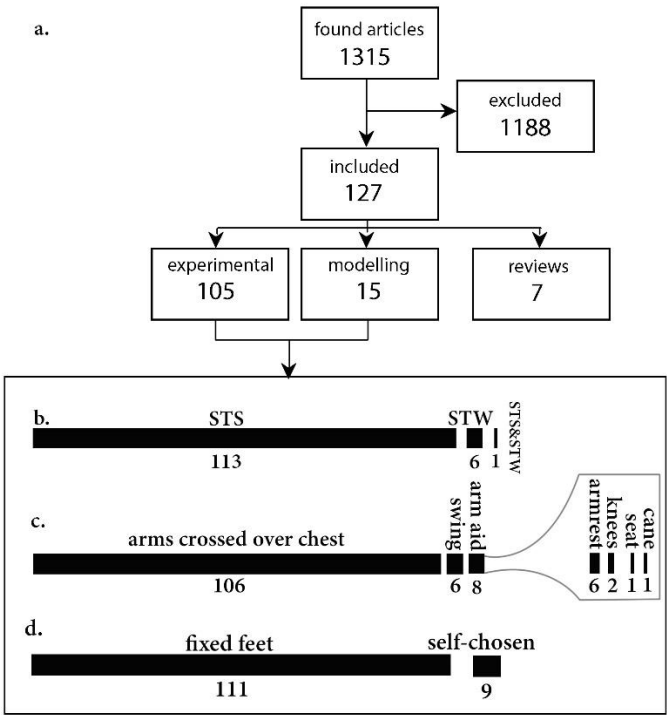 a.
found articles
1315
excluded
1188
included
127
experimental
105
modelling
15
reviews
7
b.
STS
STW
STS&STW
113
6
1
c.
arms crossed over chest
swing
arm aid
armrest
knees
seat
cane
106
6
8
6
2
1
1
d.
fixed feet
self-chosen
111
9